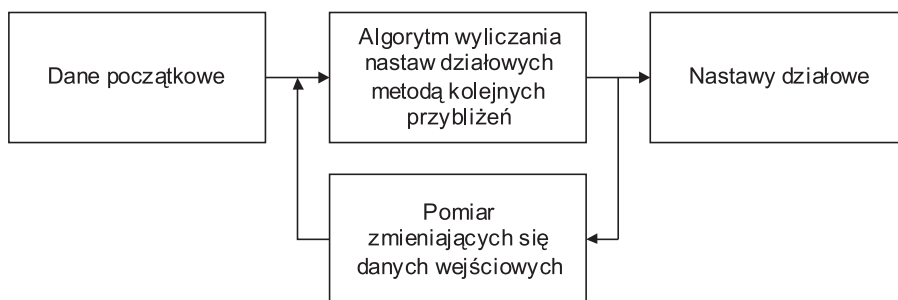 Dane początkowe
Algorytm wyliczania
nastaw działowych
metodą kolejnych
przybliżeń
Nastawy działowe
Pomiar
zmieniających się
danych wejściowych